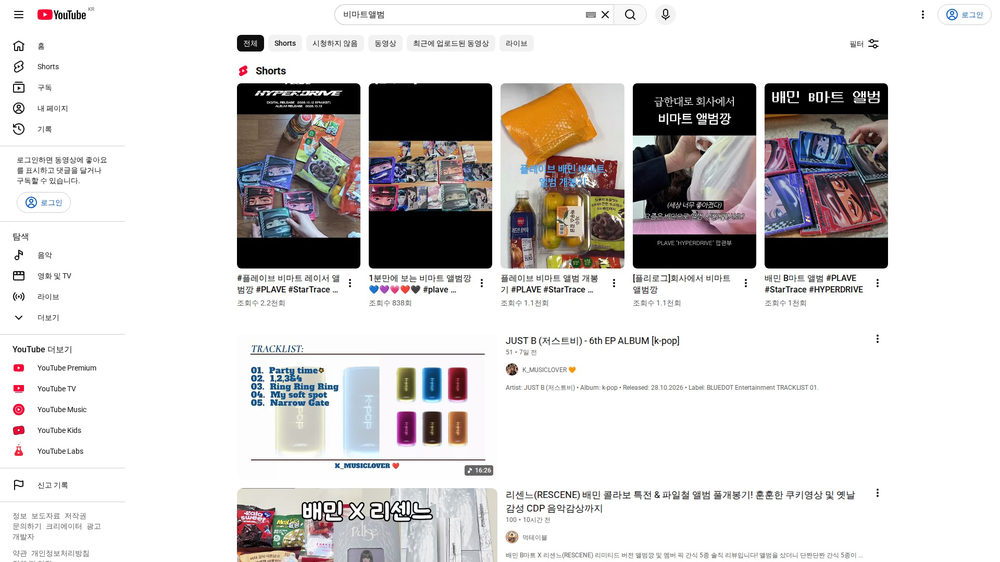 YouTube KR
비마트앨범
로그인
홈
Shorts
구독
내 페이지
기록
로그인하면 동영상에 좋아요
를 표시하고 댓글을 달거나
구독할 수 있습니다.
로그인
탐색
음악
영화 및 TV
라이브
더보기
YouTube 더보기
YouTube Premium
YouTube TV
YouTube Music
YouTube Kids
YouTube Labs
신고 기록
정보 보도자료 저작권
문의하기 크리에이터 광고
개발자
약관 개인정보처리방침
전체
Shorts
시청하지 않음
동영상
최근에 업로드된 동영상
라이브
필터
Shorts
HYPERDRIVE
#플레이브 비마트 레이서 앨
범깡 #PLAVE #StarTrace ...
조회수 2.2천회
1분만에 보는 비마트 앨범깡
💙💜💗❤️🖤 #plave ...
조회수 838회
플레이브 배민 비마트
앨범 개봉기
플레이브 비마트 앨범 개봉
기 #PLAVE #StarTrace ...
조회수 1.1천회
급한대로 회사에서
비마트 앨범깡
(세상 너무 좋아졌다)
PLAVE 'HYPERDRIVE' 앨깡부
[플리로그]회사에서 비마트
앨범깡
조회수 1.1천회
배민 B마트 앨범
배민 B마트 앨범 #PLAVE
#StarTrace #HYPERDRIVE
조회수 1천회
TRACKLIST:
01. Party time
02. 1,2,3&4
03. Ring Ring Ring
04. My soft spot
05. Narrow Gate
k-pop
K_MUSICLOVER ❤️
16:26
JUST B (저스트비) - 6th EP ALBUM [k-pop]
51 • 7일 전
K_MUSICLOVER 🧡
Artist: JUST B (저스트비) • Album: k-pop • Released: 28.10.2026 • Label: BLUEDOT Entertainment TRACKLIST 01.
배민 X 리센느
리센느(RESCENE) 배민 콜라보 특전 & 파일철 앨범 풀개봉기! 훈훈한 쿠키영상 및 옛날
감성 CDP 음악감상까지
100 • 10시간 전
먹테이블
배민 B마트 X 리센느(RESCENE) 리미티드 버전 앨범깡 및 멤버 픽 간식 5종 솔직 리뷰입니다! 앨범을 샀더니 단짠단짠 간식 5종이 ...